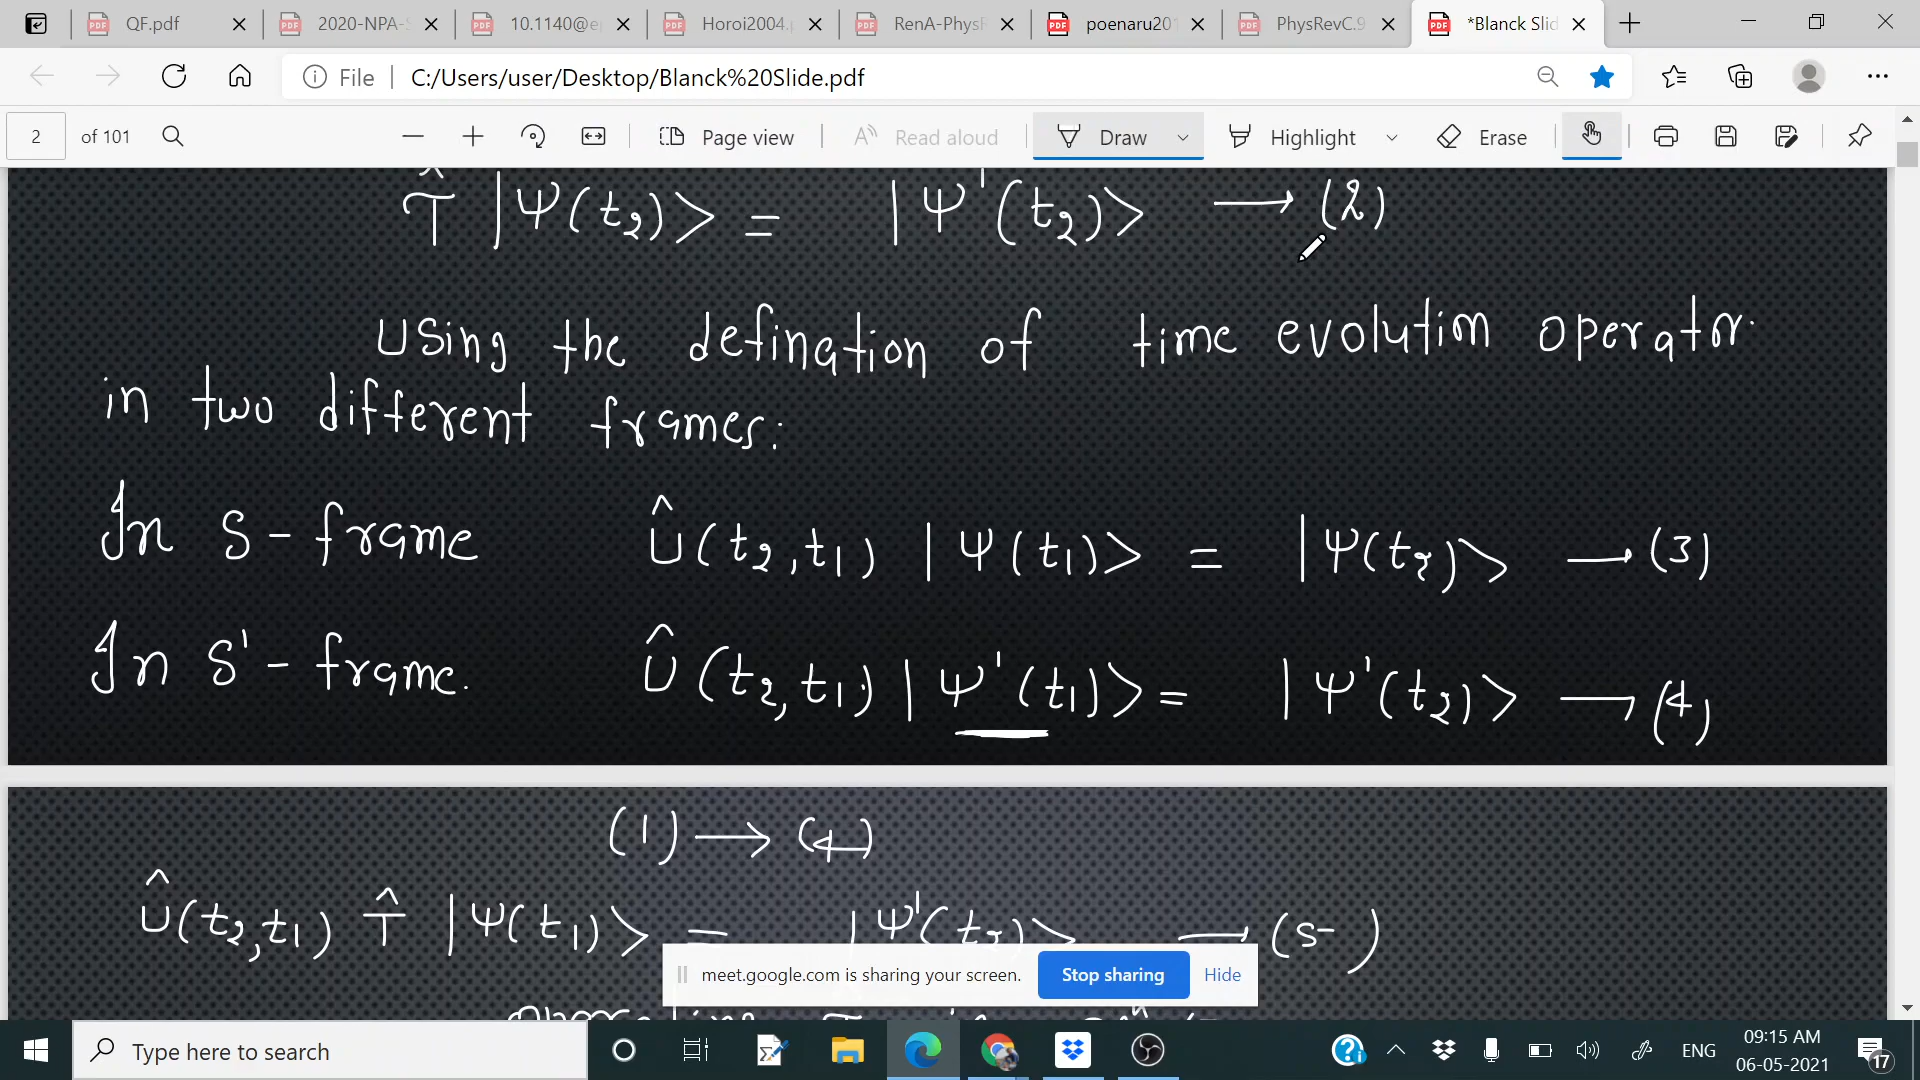 QF.pdf 2020-NPA-S 10.1140@e Horoi2004. RenA-PhysR poenaru201 PhysRevC.9 *Blanck Slid
File C:/Users/user/Desktop/Blanck%20Slide.pdf
2 of 101 Page view Read aloud Draw Highlight Erase
T̂ |Ψ(t₂)> = |Ψ'(t₂)> → (2)
Using the defination of time evolution operator.
in two different frames:
In S-frame Û(t₂,t₁) |Ψ(t₁)> = |Ψ(t₂)> → (3)
In S'-frame. Û(t₂,t₁) |Ψ'(t₁)> = |Ψ'(t₂)> → (4)
(1) → (4)
Û(t₂,t₁) T̂ |Ψ(t₁)> = |Ψ'(t₂)> → (5)
meet.google.com is sharing your screen. Stop sharing Hide
Type here to search
ENG
09:15 AM
06-05-2021
17